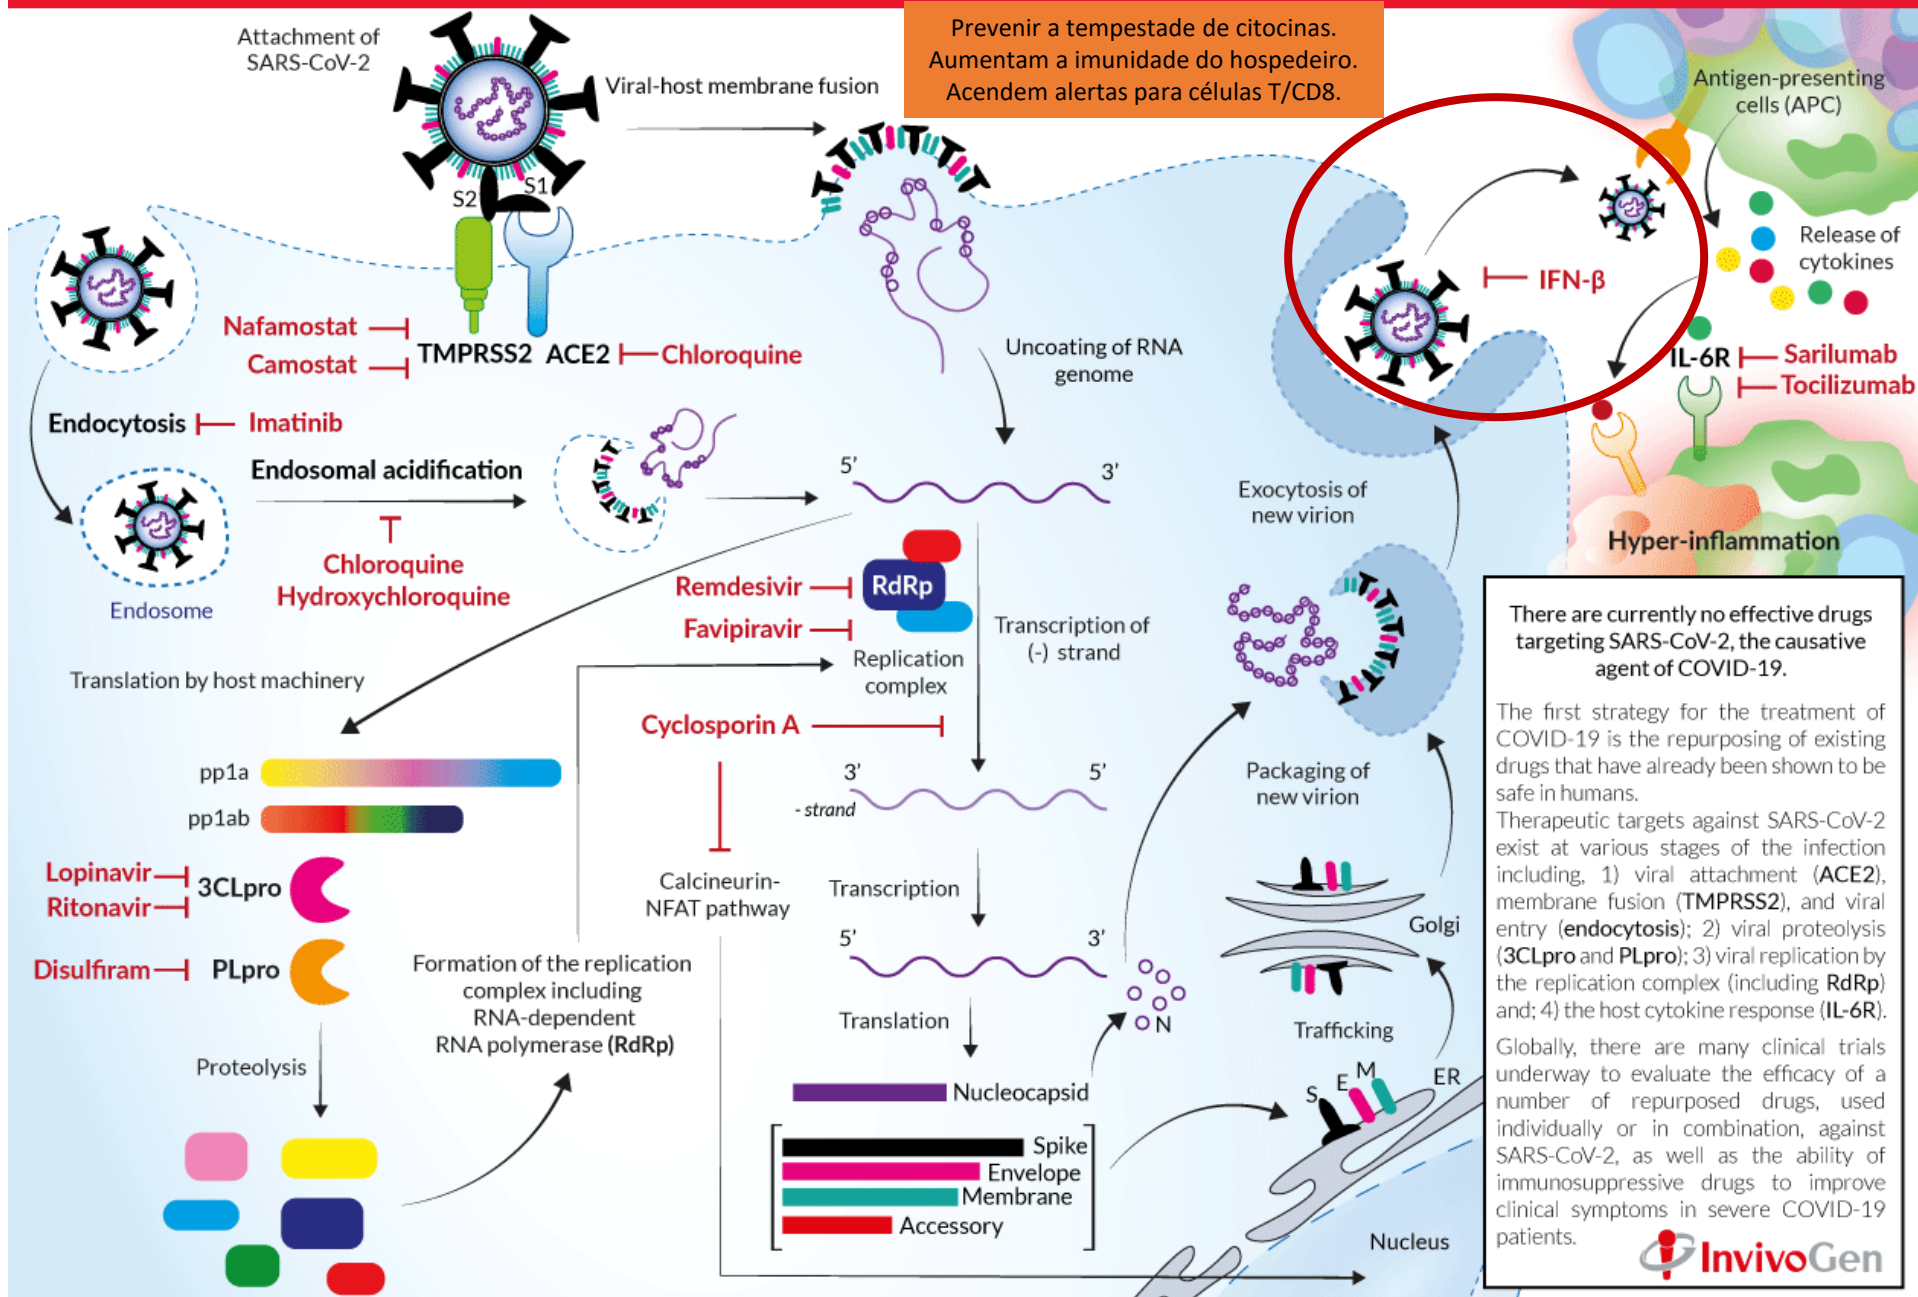 Prevenir a tempestade de citocinas.
Aumentam a imunidade do hospedeiro.
Acendem alertas para células T/CD8.
Attachment of
SARS-CoV-2
Viral-host membrane fusion
Antigen-presenting
cells (APC)
S2
S1
Release of
cytokines
IFN-β
Nafamostat
Camostat
TMPRSS2
ACE2
Chloroquine
Uncoating of RNA
genome
IL-6R
Sarilumab
Tocilizumab
Endocytosis
Imatinib
Endosomal acidification
Chloroquine
Hydroxychloroquine
Endosome
5’
3’
Exocytosis of
new virion
Hyper-inflammation
Remdesivir
Favipiravir
RdRp
Replication
complex
Transcription of
(-) strand
Translation by host machinery
Cyclosporin A
pp1a
pp1ab
3’
5’
- strand
Packaging of
new virion
Lopinavir
Ritonavir
3CLpro
Calcineurin-
NFAT pathway
Transcription
Disulfiram
PLpro
5’
3’
Golgi
Formation of the replication
complex including
RNA-dependent
RNA polymerase (RdRp)
N
Translation
Trafficking
Proteolysis
S
E
M
ER
Nucleocapsid
Spike
Envelope
Membrane
Accessory
Nucleus
There are currently no effective drugs
targeting SARS-CoV-2, the causative
agent of COVID-19.
The first strategy for the treatment of
COVID-19 is the repurposing of existing
drugs that have already been shown to be
safe in humans.
Therapeutic targets against SARS-CoV-2
exist at various stages of the infection
including, 1) viral attachment (ACE2),
membrane fusion (TMPRSS2), and viral
entry (endocytosis); 2) viral proteolysis
(3CLpro and PLpro); 3) viral replication by
the replication complex (including RdRp)
and; 4) the host cytokine response (IL-6R).
Globally, there are many clinical trials
underway to evaluate the efficacy of a
number of repurposed drugs, used
individually or in combination, against
SARS-CoV-2, as well as the ability of
immunosuppressive drugs to improve
clinical symptoms in severe COVID-19
patients.
InvivoGen